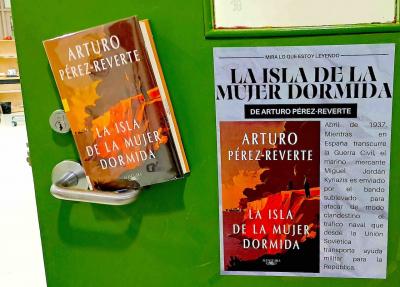 ARTURO
PÉREZ-REVERTE
LA ISLA
DE LA MUJER
DORMIDA
MIRA LO QUE ESTOY LEYENDO
LA ISLA DE LA
MUJER DORMIDA
DE ARTURO PÉREZ-REVERTE
ARTURO
PÉREZ-REVERTE
LA ISLA
DE LA MUJER
DORMIDA
ALFAGUARA
Abril de 1937.
Mientras en
España transcurre
la Guerra Civil, el
marino mercante
Miguel Jordán
Kyriazis es enviado
por el bando
sublevado para
atacar de modo
clandestino el
tráfico naval que
desde la Unión
Soviética
transporta ayuda
militar para la
República.